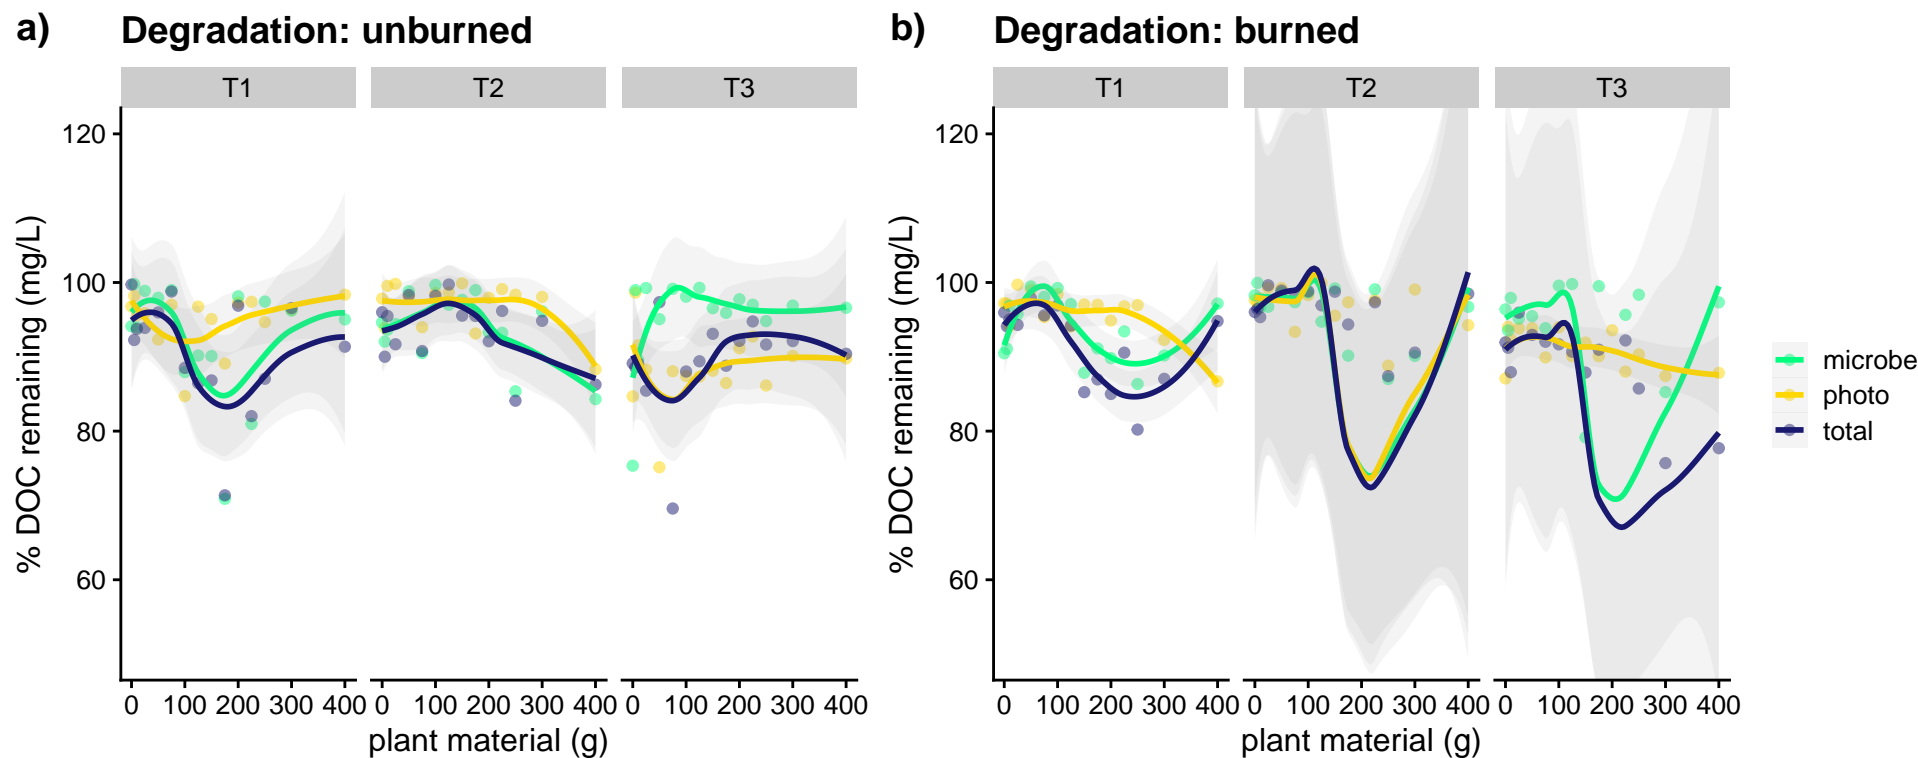 a) Degradation: unburned
T1 T2 T3
120
100
80
60
% DOC remaining (mg/L)
0 100 200 300 400 0 100 200 300 400 0 100 200 300 400
plant material (g)
b) Degradation: burned
T1 T2 T3
120
100
80
60
% DOC remaining (mg/L)
0 100 200 300 400 0 100 200 300 400 0 100 200 300 400
plant material (g)
microbe
photo
total